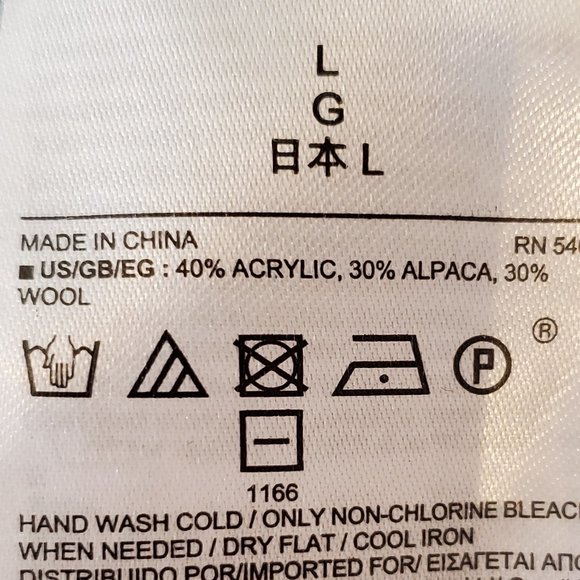 L
G
日本 L
MADE IN CHINA RN 54
■ US/GB/EG : 40% ACRYLIC, 30% ALPACA, 30%
WOOL
®
P
1166
HAND WASH COLD / ONLY NON-CHLORINE BLEACH
WHEN NEEDED / DRY FLAT / COOL IRON
DISTRIBUIDO POR/IMPORTED FOR/ ΕΙΣΑΓΕΤΑΙ ΑΠΟ